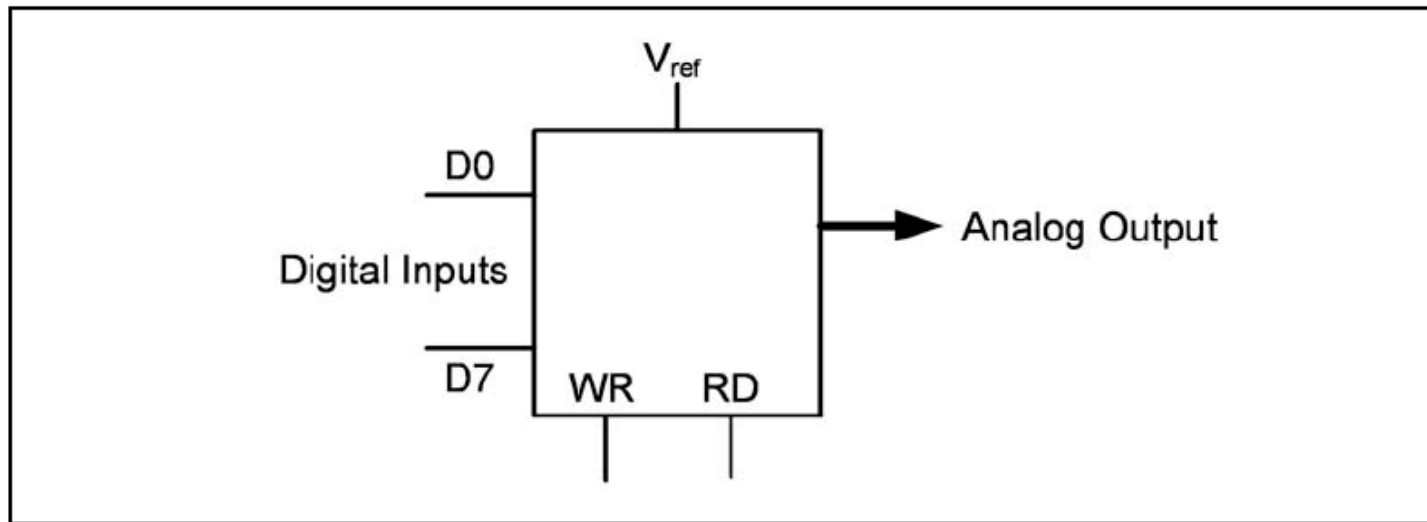 Vref
D0
Analog Output
Digital Inputs
D7
WR RD